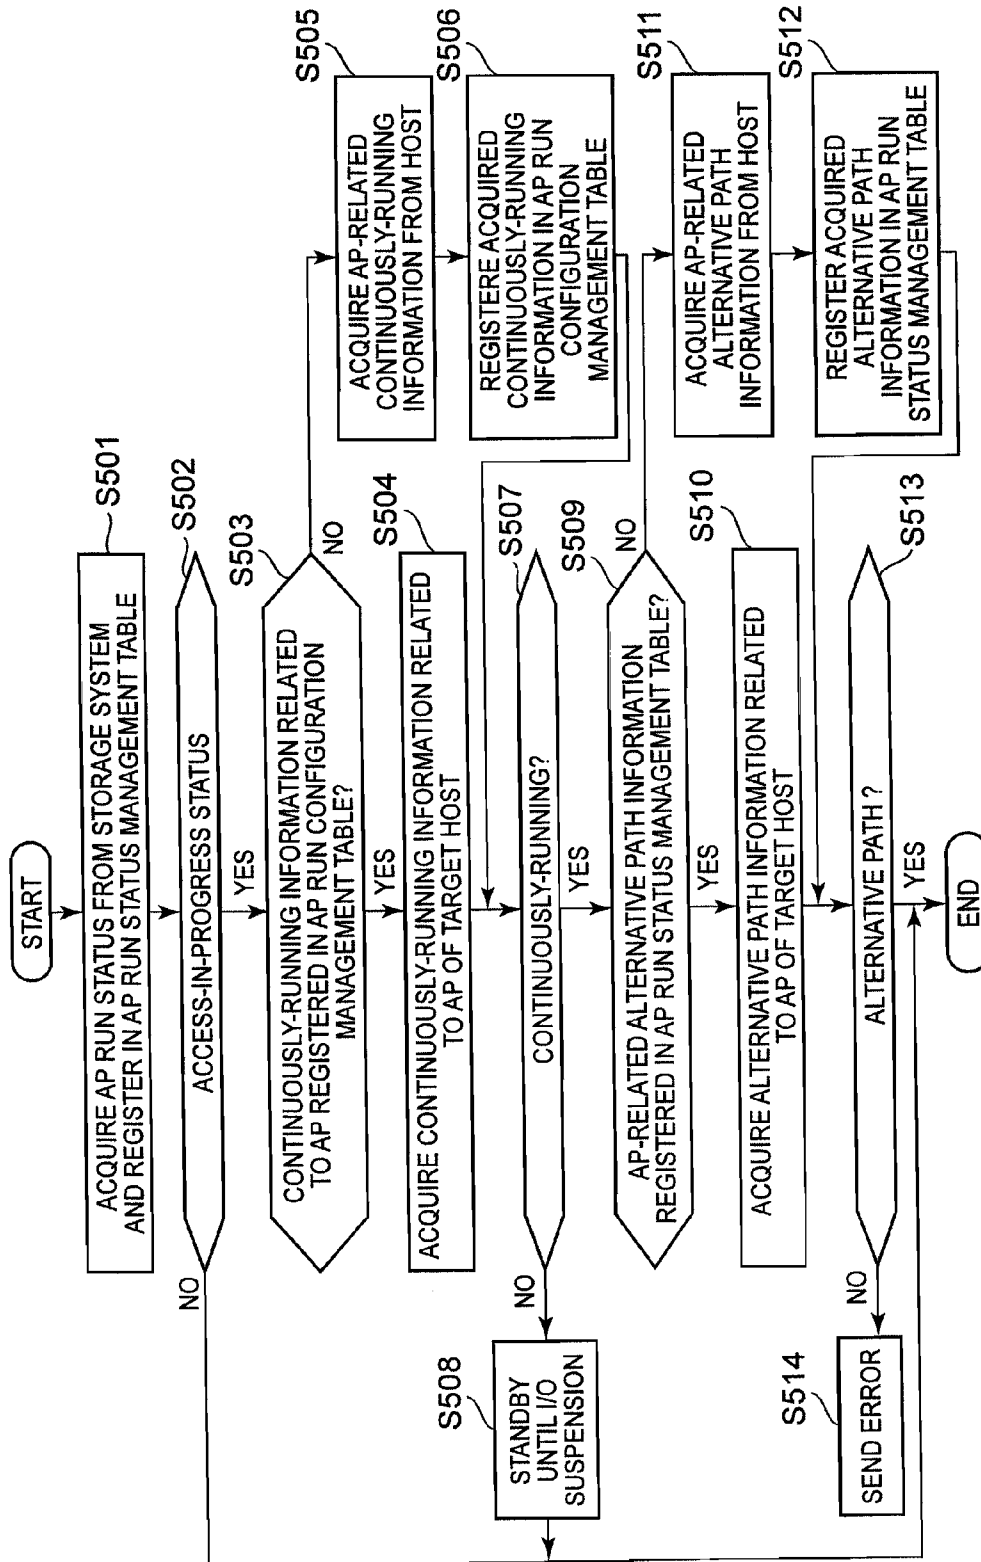 START
S501
ACQUIRE AP RUN STATUS FROM STORAGE SYSTEM
AND REGISTER IN AP RUN STATUS MANAGEMENT TABLE
S502
ACCESS-IN-PROGRESS STATUS
NO
YES
S503
CONTINUOUSLY-RUNNING INFORMATION RELATED
TO AP REGISTERED IN AP RUN CONFIGURATION
MANAGEMENT TABLE?
NO
YES
S504
ACQUIRE CONTINUOUSLY-RUNNING INFORMATION RELATED
TO AP OF TARGET HOST
S505
ACQUIRE AP-RELATED
CONTINUOUSLY-RUNNING
INFORMATION FROM HOST
S506
REGISTERE ACQUIRED
CONTINUOUSLY-RUNNING
INFORMATION IN AP RUN
CONFIGURATION
MANAGEMENT TABLE
S507
CONTINUOUSLY-RUNNING?
NO
YES
S508
STANDBY
UNTIL I/O
SUSPENSION
S509
AP-RELATED ALTERNATIVE PATH INFORMATION
REGISTERED IN AP RUN STATUS MANAGEMENT TABLE?
NO
YES
S510
ACQUIRE ALTERNATIVE PATH INFORMATION RELATED
TO AP OF TARGET HOST
S511
ACQUIRE AP-RELATED
ALTERNATIVE PATH
INFORMATION FROM HOST
S512
REGISTER ACQUIRED
ALTERNATIVE PATH
INFORMATION IN AP RUN
STATUS MANAGEMENT TABLE
S513
ALTERNATIVE PATH ?
NO
YES
S514
SEND ERROR
END